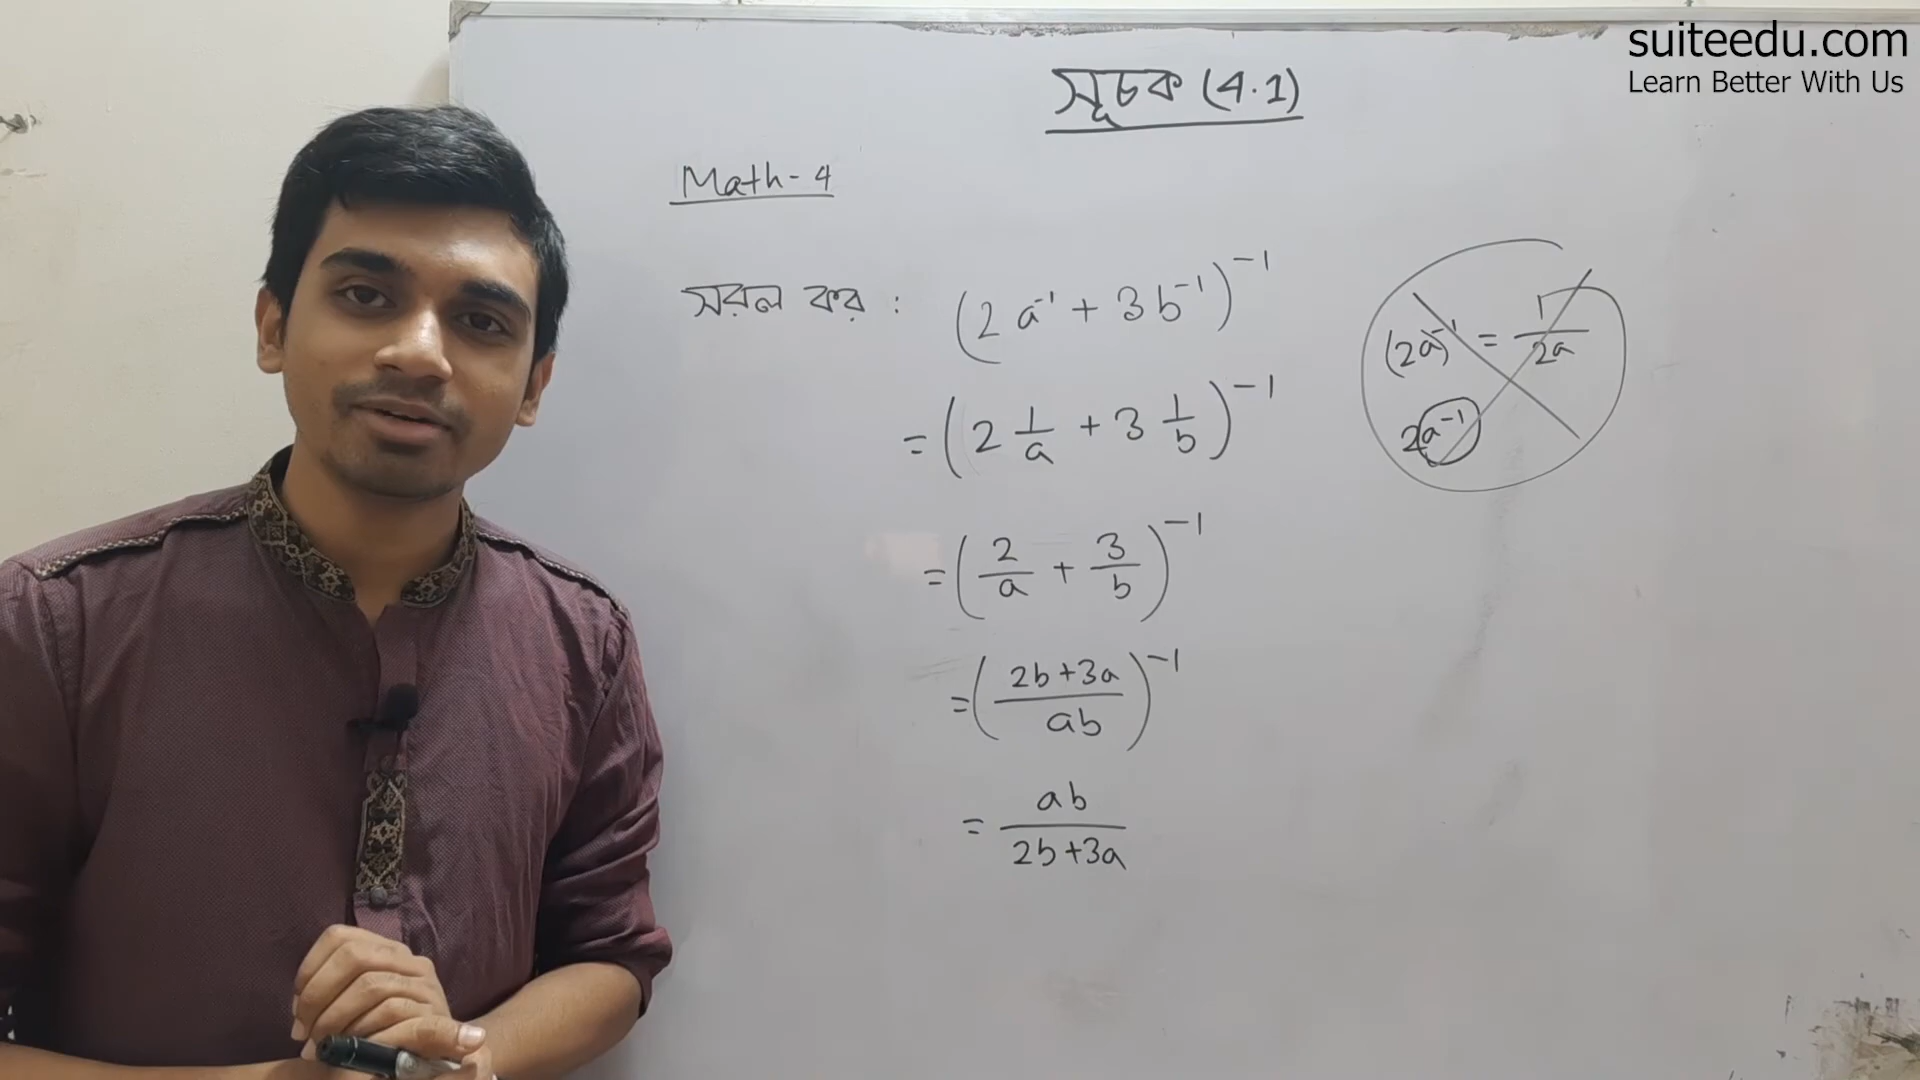 suiteedu.com
Learn Better With Us
সূচক (4.1)
Math-4
সরল কর : (2a⁻¹ + 3b⁻¹)⁻¹
= (2 1/a + 3 1/b)⁻¹
= (2/a + 3/b)⁻¹
= ((2b+3a)/ab)⁻¹
= ab/(2b+3a)
(2a)⁻¹ = 1/2a
2a⁻¹